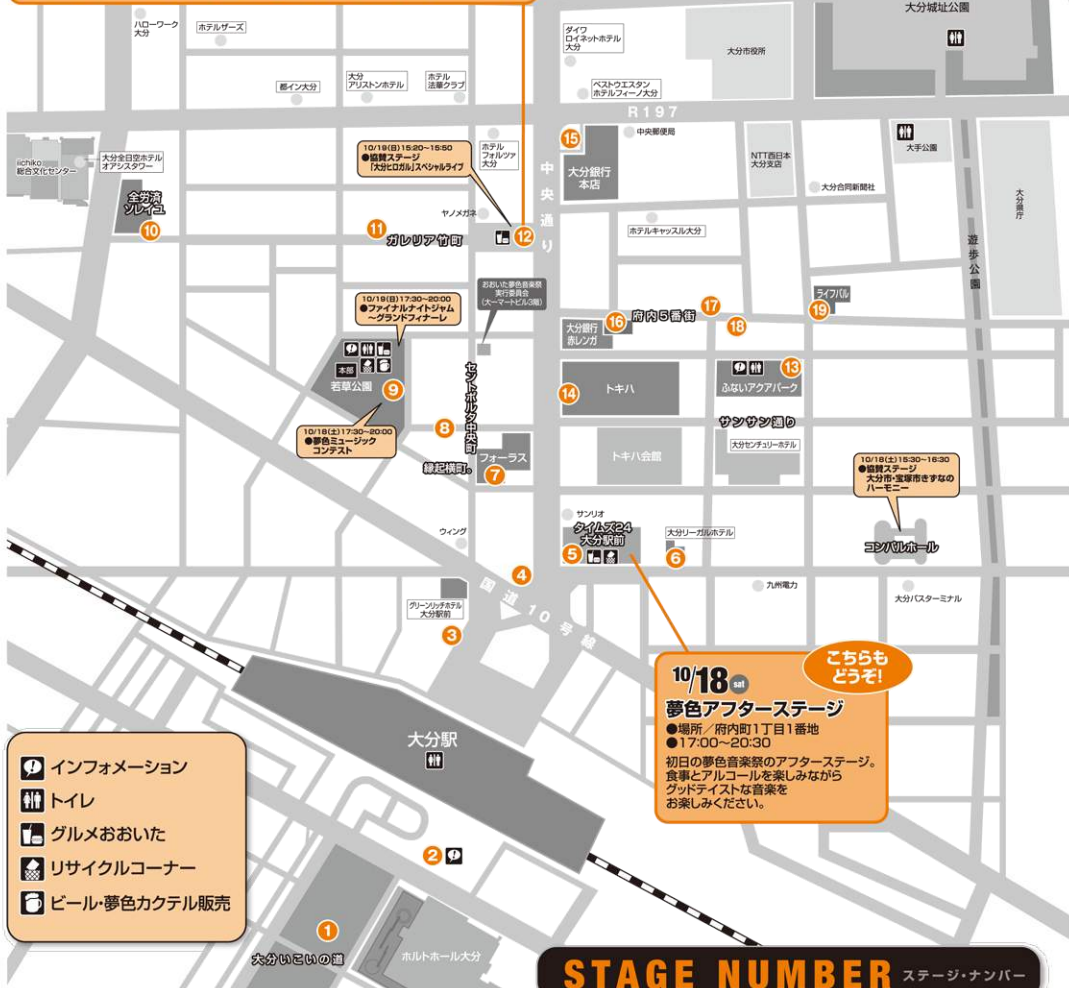 大分城址公園
ハローワーク
大分
ホテルザーズ
ダイワ
ロイネットホテル
大分
大分市役所
都イン大分
大分
アリストンホテル
ホテル
法華クラブ
ベストウエスタン
ホテルフィーノ大分
R197
iichiko
総合文化センター
大分全日空ホテル
オアシスタワー
10/19(日)15:20~15:50
●協賛ステージ
「大分ヒロガル」スペシャルライブ
ホテル
フォルツァ
大分
15
中央郵便局
大分銀行
本店
NTT西日本
大分支店
大手公園
大分合同新聞社
大分県庁
中央通り
遊歩公園
全労済
ソレイユ
10
ヤノメガネ
11
ガレリア竹町
12
ホテルキャッスル大分
おおいた夢色音楽祭
実行委員会
(大一マートビル3階)
10/19(日)17:30~20:00
●ファイナルナイトジャム
~グランドフィナーレ
本部
若草公園
9
10/18(土)17:30~20:00
●夢色ミュージック
コンテスト
セントポルタ中央町
8
縁起横町。
フォーラス
7
16
府内5番街
17
18
ライフパル
19
大分銀行
赤レンガ
14
トキハ
13
ふないアクアパーク
サンサン通り
トキハ会館
大分センチュリーホテル
10/18(土)15:30~16:30
●協賛ステージ
大分市・宝塚市きずなの
ハーモニー
コンパルホール
ウィング
サンリオ
タイムズ24
大分駅前
5
大分リーガルホテル
6
4
国道10号線
グリーンリッチホテル
大分駅前
3
九州電力
大分バスターミナル
こちらも
どうぞ!
10/18 sat
夢色アフターステージ
●場所/府内町1丁目1番地
●17:00~20:30
初日の夢色音楽祭のアフターステージ。
食事とアルコールを楽しみながら
グッドテイストな音楽を
お楽しみください。
大分駅
インフォメーション
トイレ
グルメおおいた
リサイクルコーナー
ビール・夢色カクテル販売
2
1
大分いこいの道
ホルトホール大分
STAGE NUMBER ステージ・ナンバー